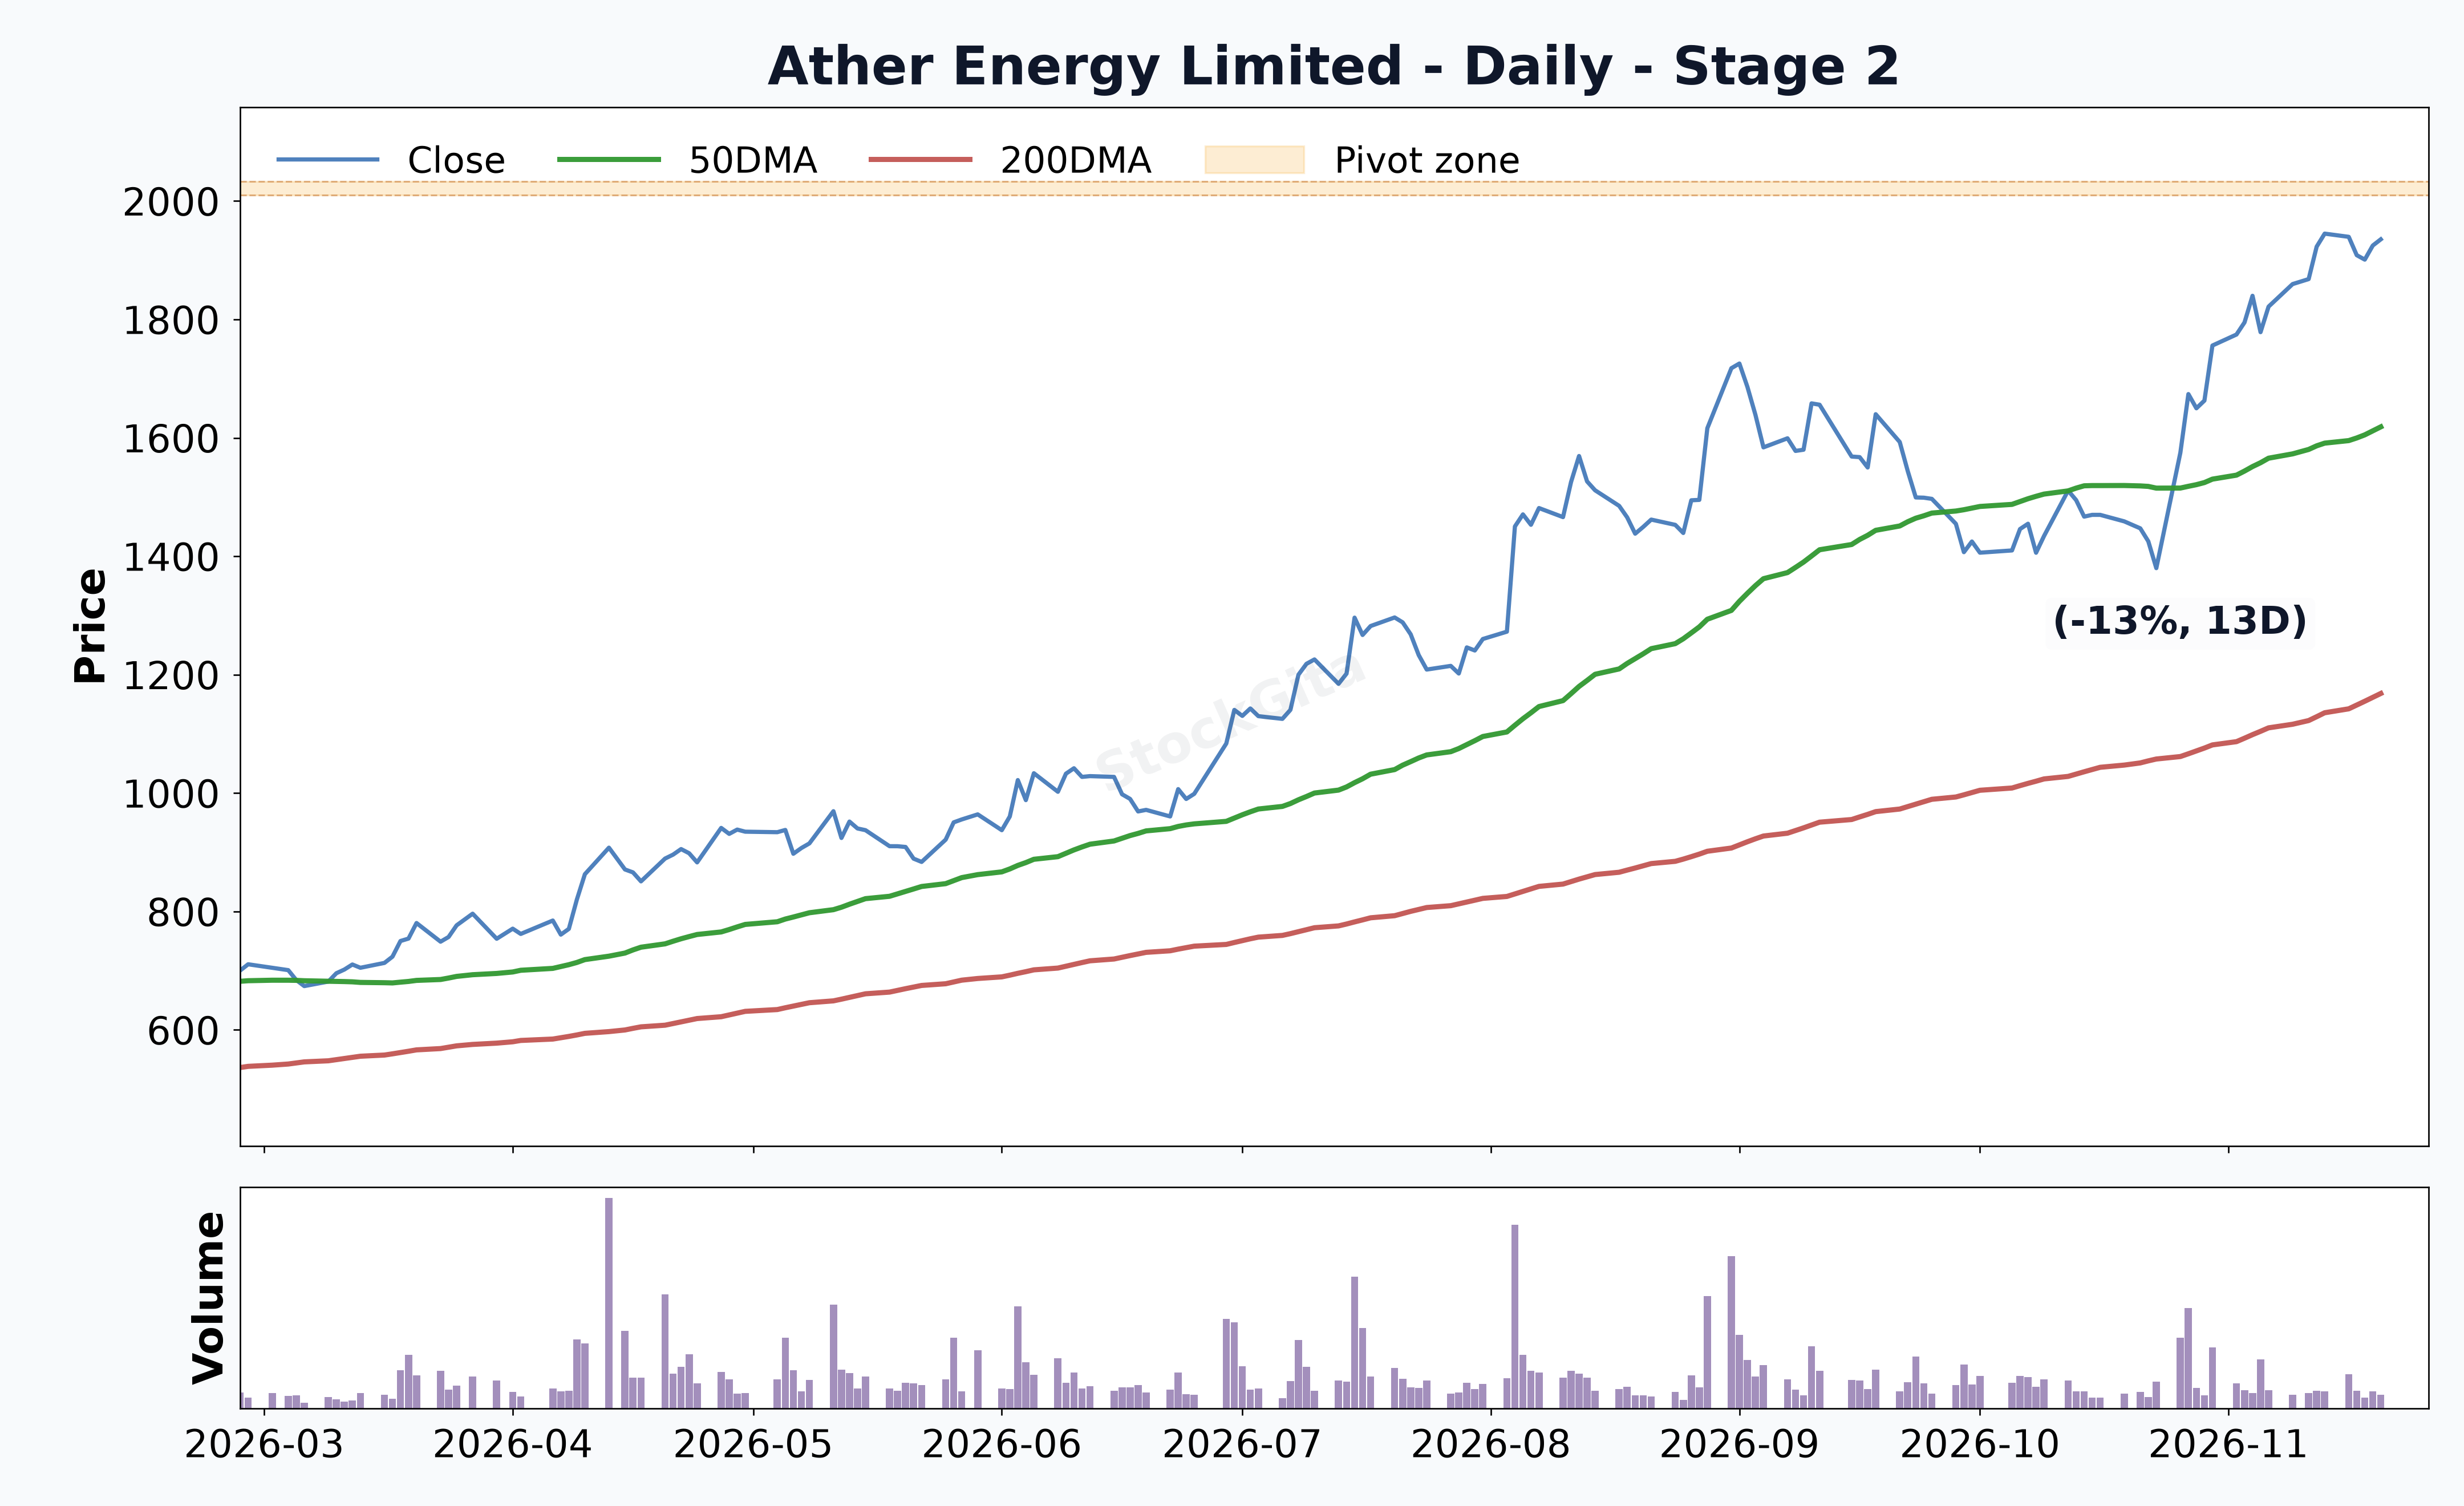 Ather Energy Limited - Daily - Stage 2
Close 50DMA 200DMA Pivot zone
2000
1800
1600
1400
1200
1000
800
600
Price
(-13%, 13D)
StockGita
Volume
2026-03 2026-04 2026-05 2026-06 2026-07 2026-08 2026-09 2026-10 2026-11